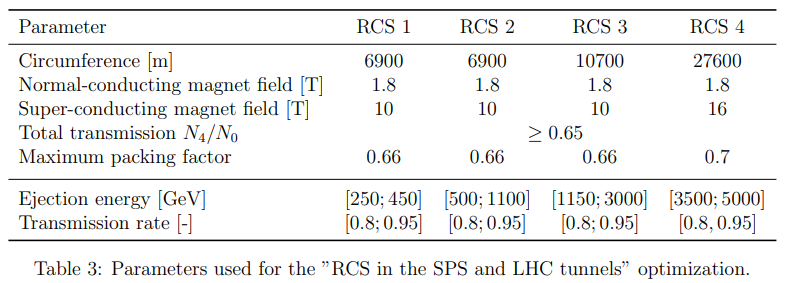 Parameter RCS 1 RCS 2 RCS 3 RCS 4
Circumference [m] 6900 6900 10700 27600
Normal-conducting magnet field [T] 1.8 1.8 1.8 1.8
Super-conducting magnet field [T] 10 10 10 16
Total transmission N₄/N₀ ≥ 0.65
Maximum packing factor 0.66 0.66 0.66 0.7
Ejection energy [GeV] [250; 450] [500; 1100] [1150; 3000] [3500; 5000]
Transmission rate [-] [0.8; 0.95] [0.8; 0.95] [0.8; 0.95] [0.8, 0.95]
Table 3: Parameters used for the ”RCS in the SPS and LHC tunnels” optimization.